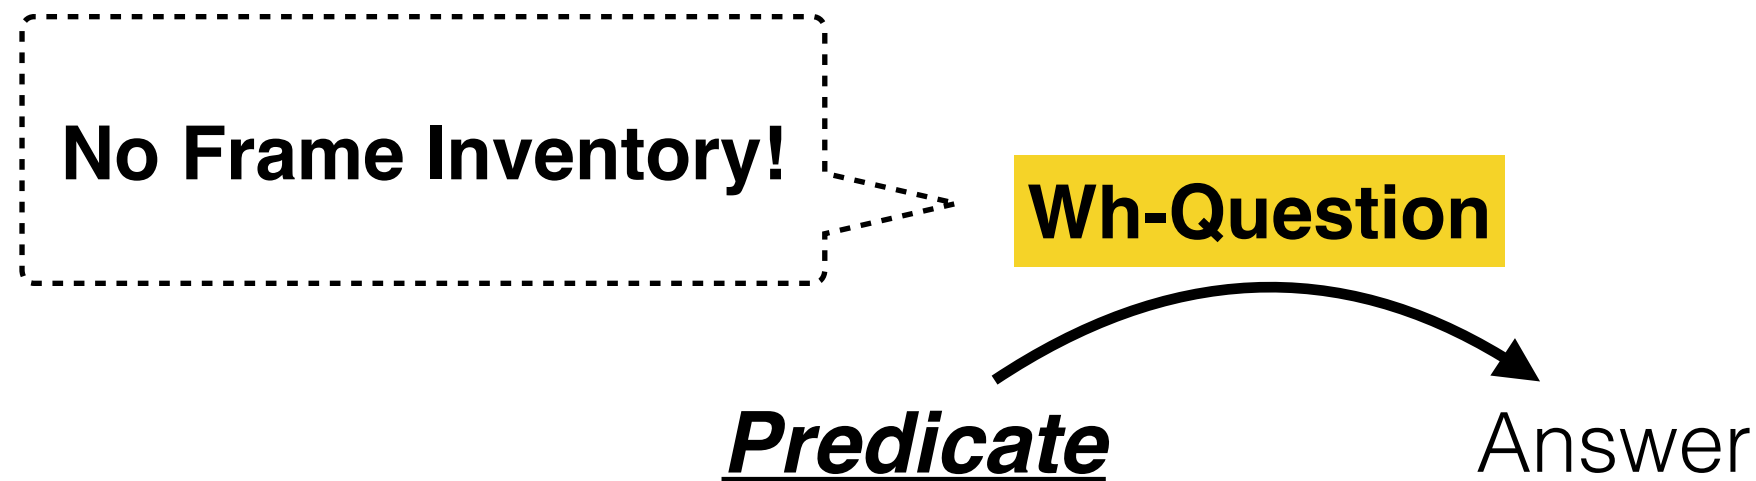 No Frame Inventory!
Wh-Question
Predicate
Answer